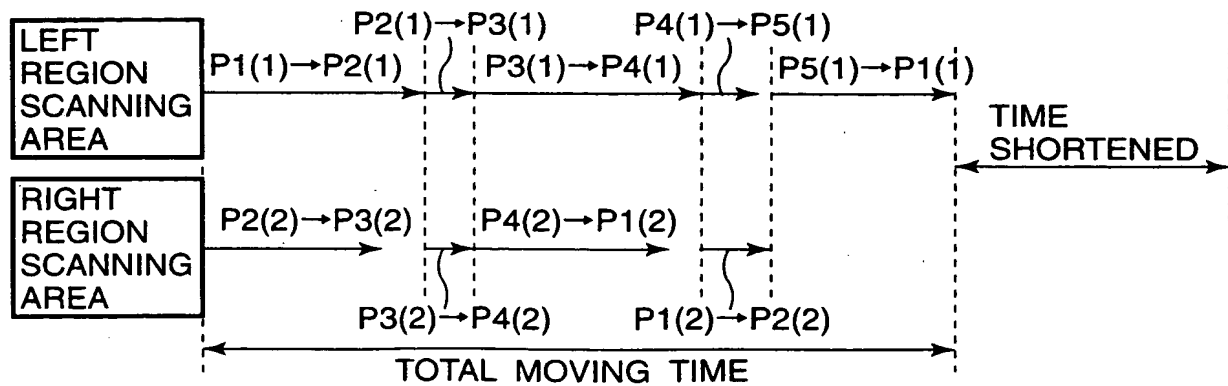 P2(1)→P3(1)
P4(1)→P5(1)
LEFT
REGION
SCANNING
AREA
P1(1)→P2(1)
P3(1)→P4(1)
P5(1)→P1(1)
TIME
SHORTENED
RIGHT
REGION
SCANNING
AREA
P2(2)→P3(2)
P4(2)→P1(2)
P3(2)→P4(2)
P1(2)→P2(2)
TOTAL MOVING TIME